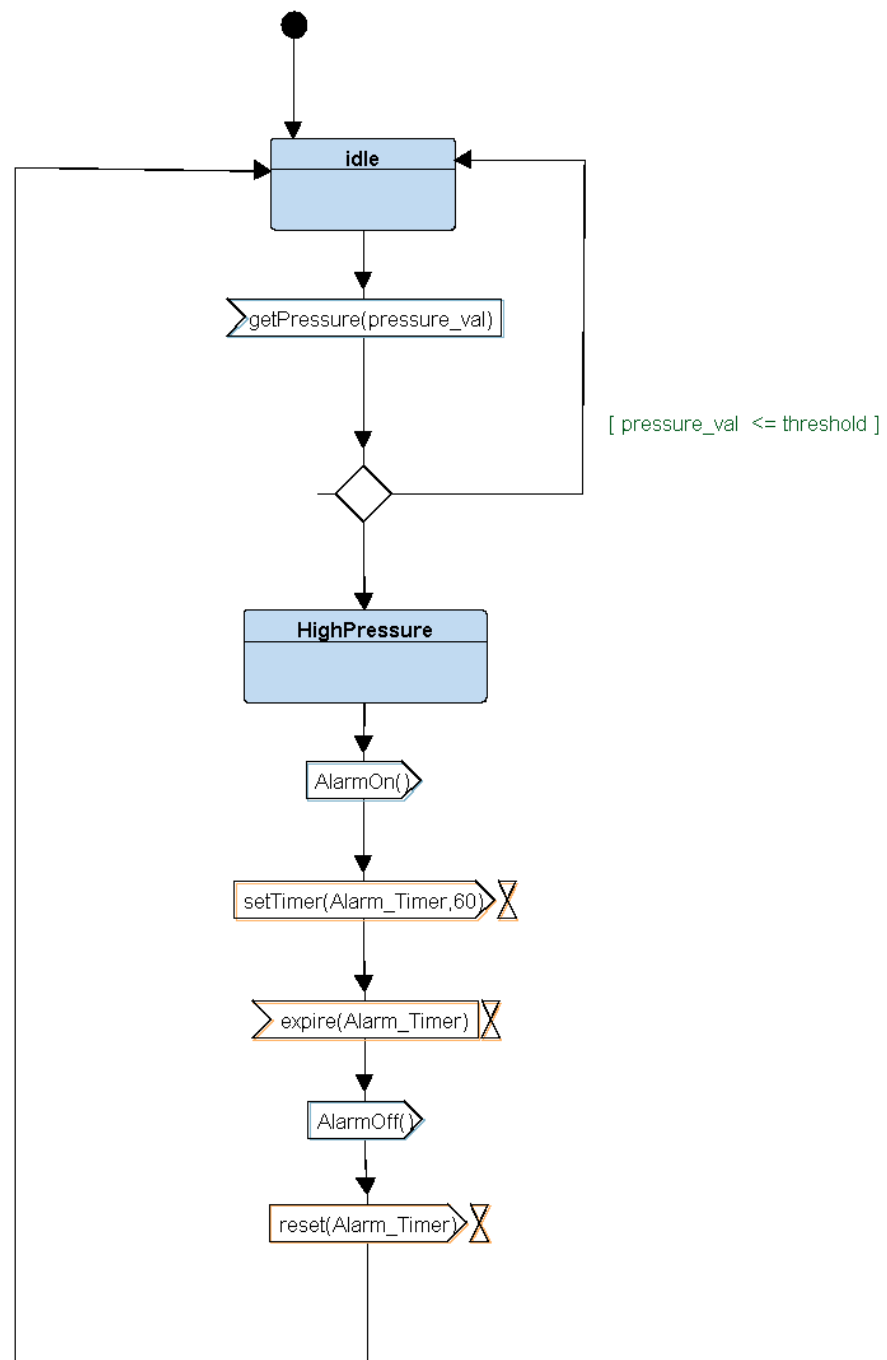 idle
getPressure(pressure_val)
[ pressure_val <= threshold ]
HighPressure
AlarmOn()
setTimer(Alarm_Timer,60)
expire(Alarm_Timer)
AlarmOff()
reset(Alarm_Timer)